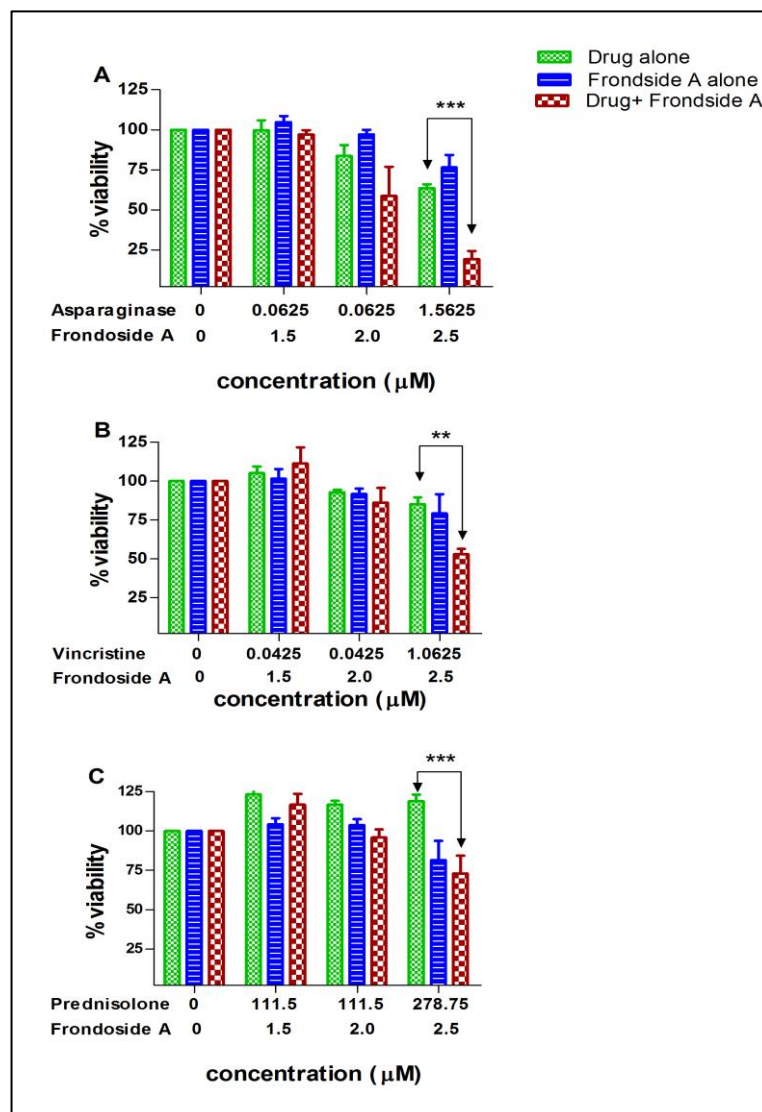 Drug alone
Frondside A alone
Drug+ Frondside A
A
% viability
125
100
75
50
25
***
Asparaginase 0 0.0625 0.0625 1.5625
Frondoside A 0 1.5 2.0 2.5
concentration (μM)
B
% viability
125
100
75
50
25
**
Vincristine 0 0.0425 0.0425 1.0625
Frondoside A 0 1.5 2.0 2.5
concentration (μM)
C
% viability
125
100
75
50
25
***
Prednisolone 0 111.5 111.5 278.75
Frondoside A 0 1.5 2.0 2.5
concentration (μM)